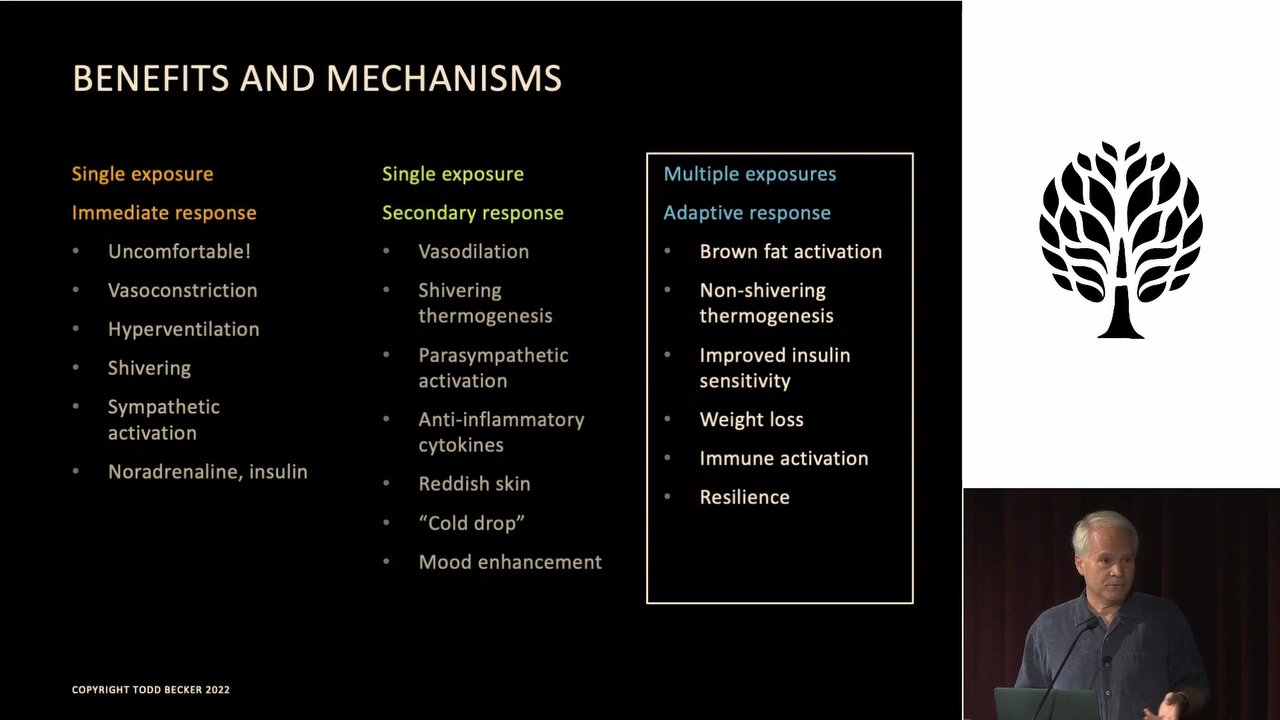 BENEFITS AND MECHANISMS
Single exposure
Immediate response
• Uncomfortable!
• Vasoconstriction
• Hyperventilation
• Shivering
• Sympathetic
activation
• Noradrenaline, insulin
Single exposure
Secondary response
• Vasodilation
• Shivering
thermogenesis
• Parasympathetic
activation
• Anti-inflammatory
cytokines
• Reddish skin
• “Cold drop”
• Mood enhancement
Multiple exposures
Adaptive response
• Brown fat activation
• Non-shivering
thermogenesis
• Improved insulin
sensitivity
• Weight loss
• Immune activation
• Resilience
COPYRIGHT TODD BECKER 2022